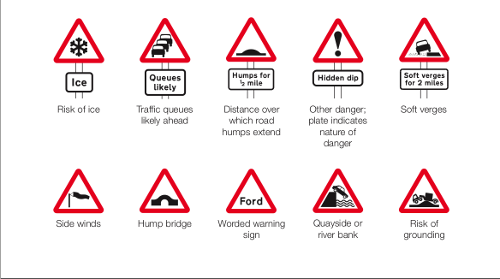 Ice
Queues
likely
Humps for
½ mile
Hidden dip
Soft verges
for 2 miles
Risk of ice
Traffic queues
likely ahead
Distance over
which road
humps extend
Other danger;
plate indicates
nature of
danger
Soft verges
Ford
Side winds
Hump bridge
Worded warning
sign
Quayside or
river bank
Risk of
grounding